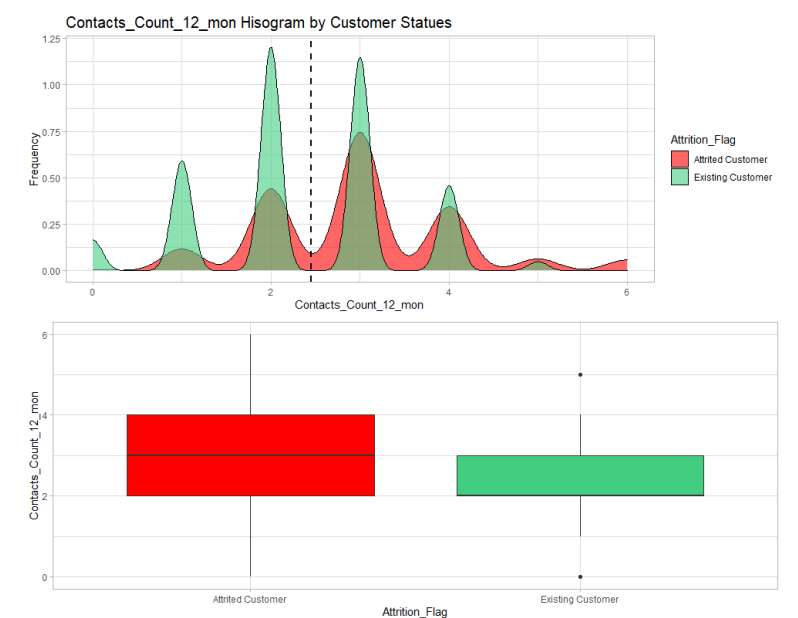 Contacts_Count_12_mon Hisogram by Customer Statues
1.25
1.00
0.75
0.50
0.25
0.00
Frequency
0
2
4
6
Contacts_Count_12_mon
Attrition_Flag
Attrited Customer
Existing Customer
6
4
2
0
Contacts_Count_12_mon
Attrited Customer
Existing Customer
Attrition_Flag